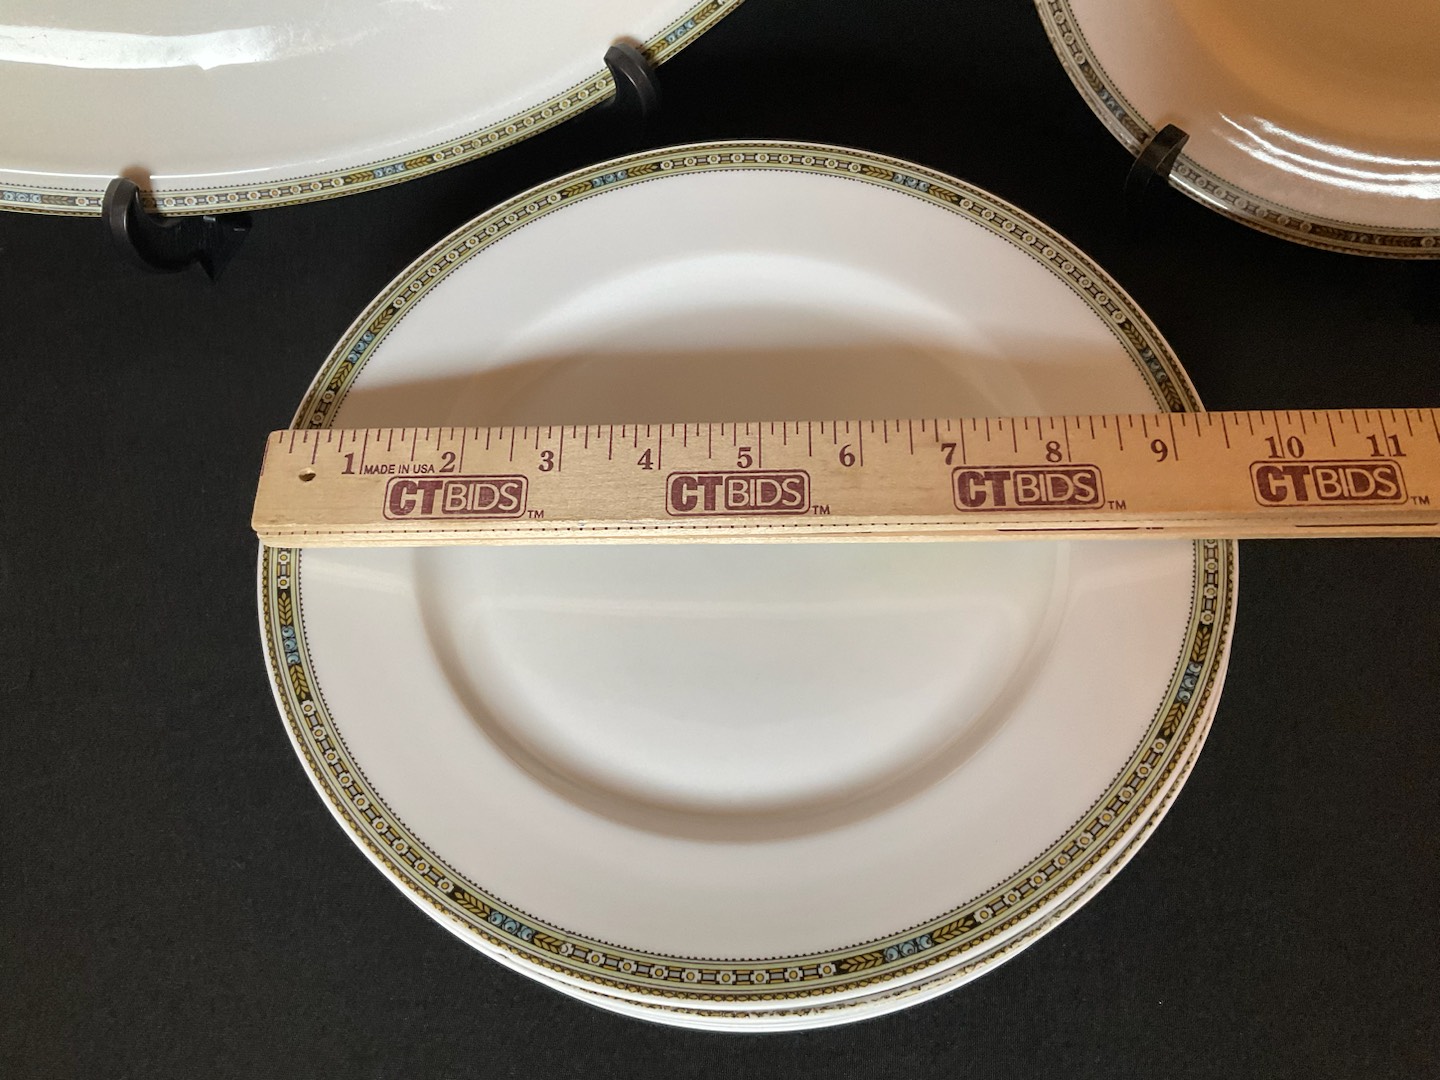 1 MADE IN USA 2 3 4 5 6 7 8 9 10 11
CTBIDS™ CTBIDS™ CTBIDS™ CTBIDS™